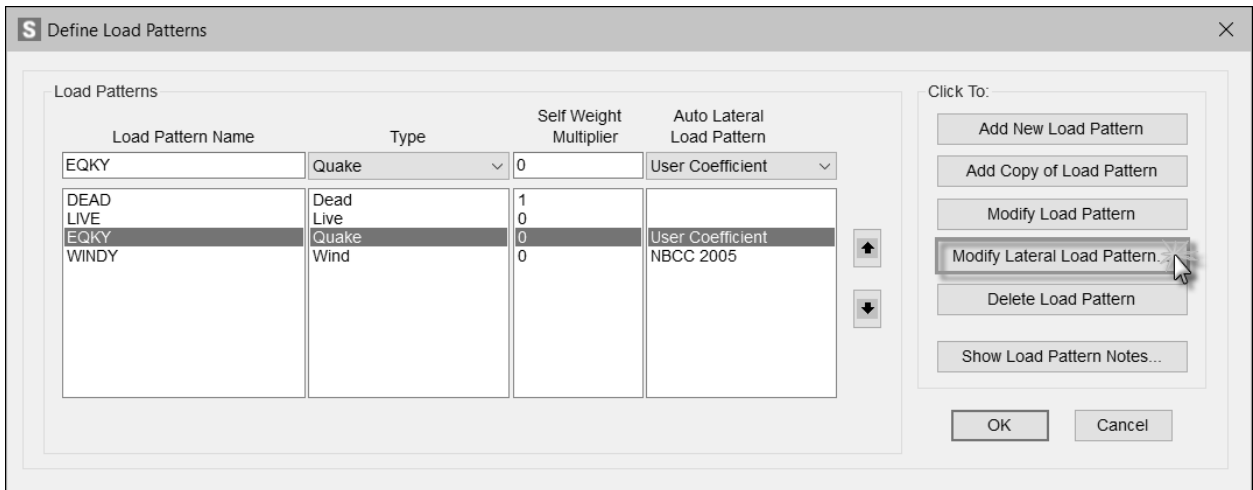 S Define Load Patterns
Load Patterns
Click To:
Load Pattern Name
Type
Self Weight
Multiplier
Auto Lateral
Load Pattern
EQKY Quake 0 User Coefficient
DEAD Dead 1
LIVE Live 0
EQKY Quake 0 User Coefficient
WINDY Wind 0 NBCC 2005
Add New Load Pattern
Add Copy of Load Pattern
Modify Load Pattern
Modify Lateral Load Pattern..
Delete Load Pattern
Show Load Pattern Notes...
OK Cancel